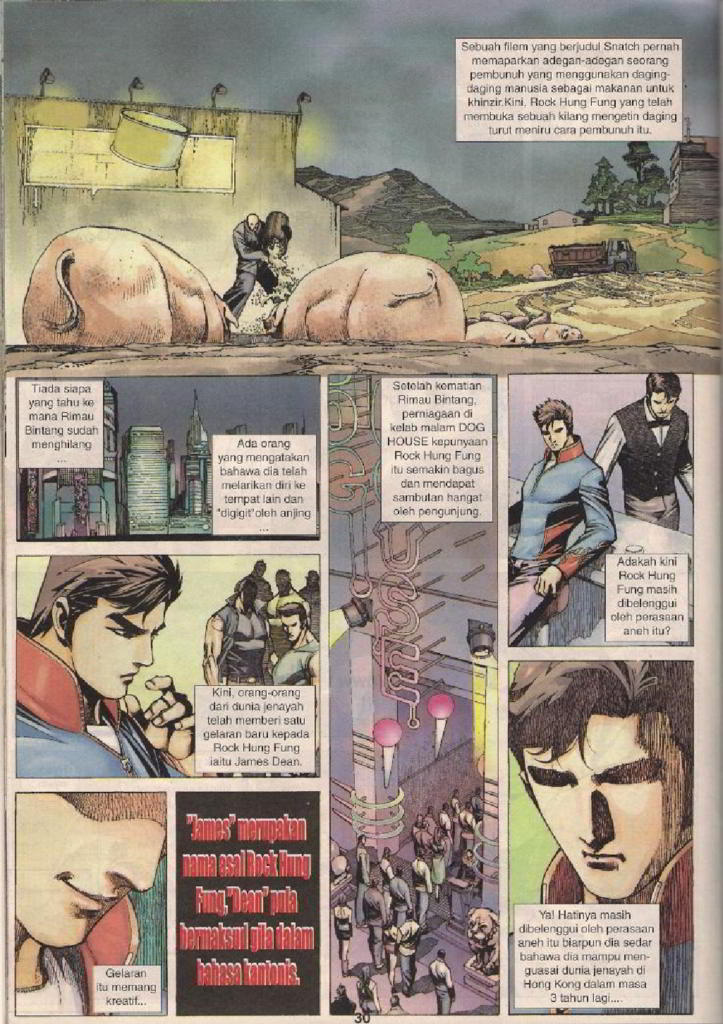 Sebuah filem yang berjudul Snatch pernah
memaparkan adegan-adegan seorang
pembunuh yang menggunakan daging-
daging manusia sebagai makanan untuk
khinzir.Kini, Rock Hung Fung yang telah
membuka sebuah kilang mengetin daging
turut meniru cara pembunuh itu.
Tiada siapa
yang tahu ke
mana Rimau
Bintang sudah
menghilang
...
Ada orang
yang mengatakan
bahawa dia telah
melarikan diri ke
tempat lain dan
"digigit"oleh anjing
...
Setelah kematian
Rimau Bintang,
perniagaan di
kelab malam DOG
HOUSE kepunyaan
Rock Hung Fung
itu semakin bagus
dan mendapat
sambutan hangat
oleh pengunjung.
Adakah kini
Rock Hung
Fung masih
dibelenggui
oleh perasaan
aneh itu?
Kini, orang-orang
dari dunia jenayah
telah memberi satu
gelaran baru kepada
Rock Hung Fung
iaitu James Dean.
Gelaran
itu memang
kreatif...
"James" merupakan
nama asal Rock Hung
Fung,"Dean" pula
bermaksud gila dalam
bahasa kantonis.
Ya! Hatinya masih
dibelenggui oleh perasaan
aneh itu biarpun dia sedar
bahawa dia mampu men-
guasai dunia jenayah di
Hong Kong dalam masa
3 tahun lagi....
30